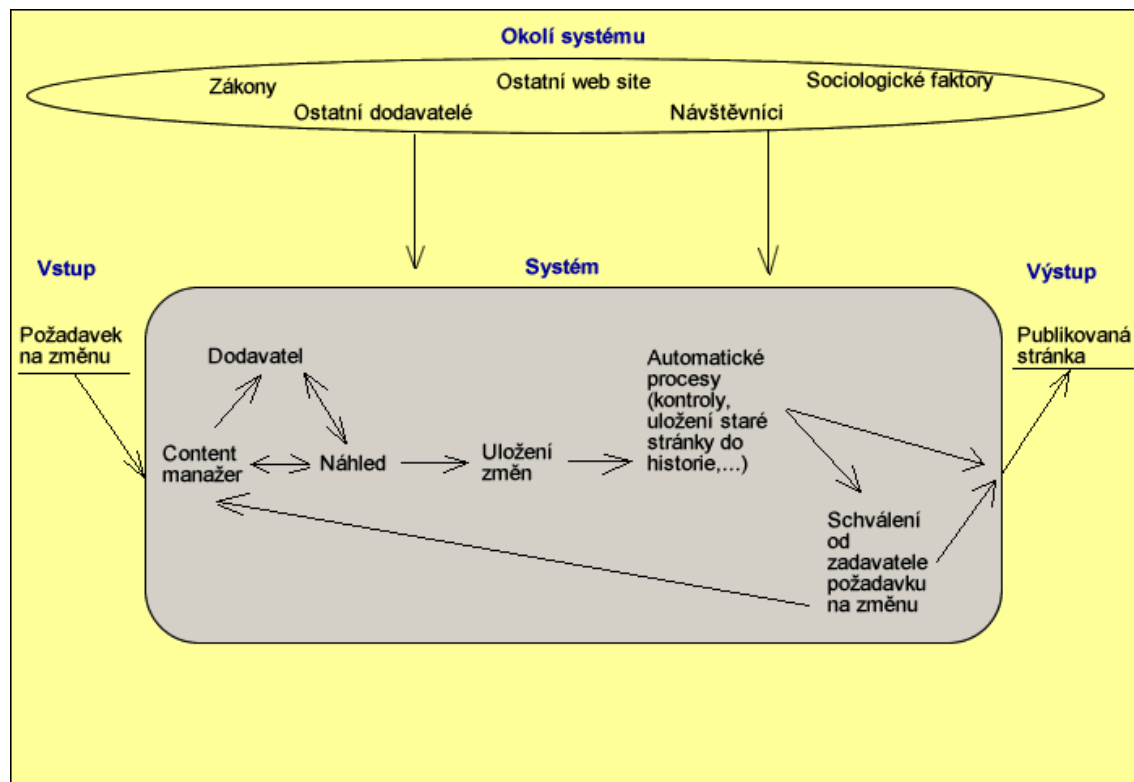 Okolí systému
Zákony
Ostatní web site
Sociologické faktory
Ostatní dodavatelé
Návštěvníci
Vstup
Systém
Výstup
Požadavek
na změnu
Dodavatel
Content
manažer
Náhled
Uložení
změn
Automatické
procesy
(kontroly,
uložení staré
stránky do
historie,...)
Schválení
od
zadavatele
požadavku
na změnu
Publikovaná
stránka